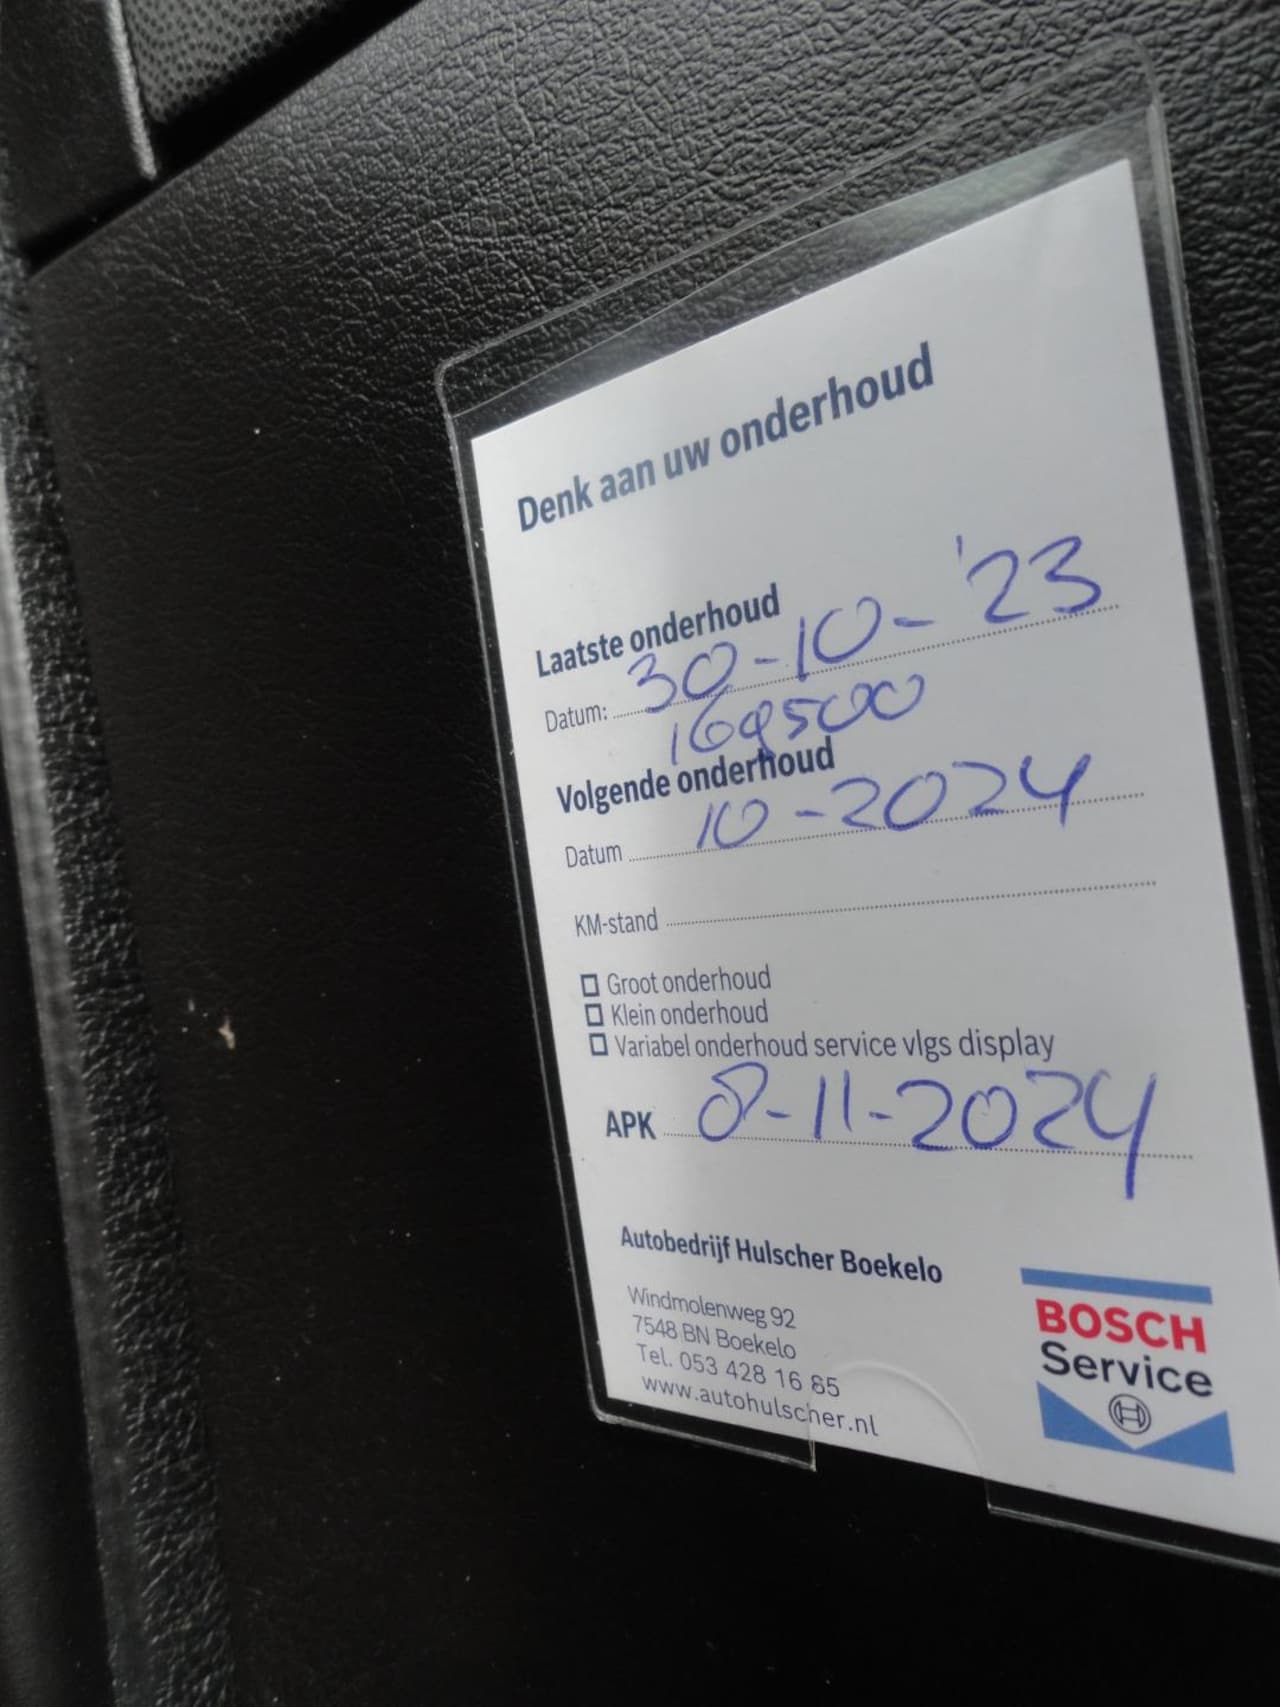 Denk aan uw onderhoud
Laatste onderhoud
Datum: 30-10-'23
169500
Volgende onderhoud
Datum 10-2024
KM-stand
Groot onderhoud
Klein onderhoud
Variabel onderhoud service vlgs display
APK 8-11-2024
Autobedrijf Hulscher Boekelo
Windmolenweg 92
7548 BN Boekelo
Tel. 053 428 16 85
www.autohulscher.nl
BOSCH
Service